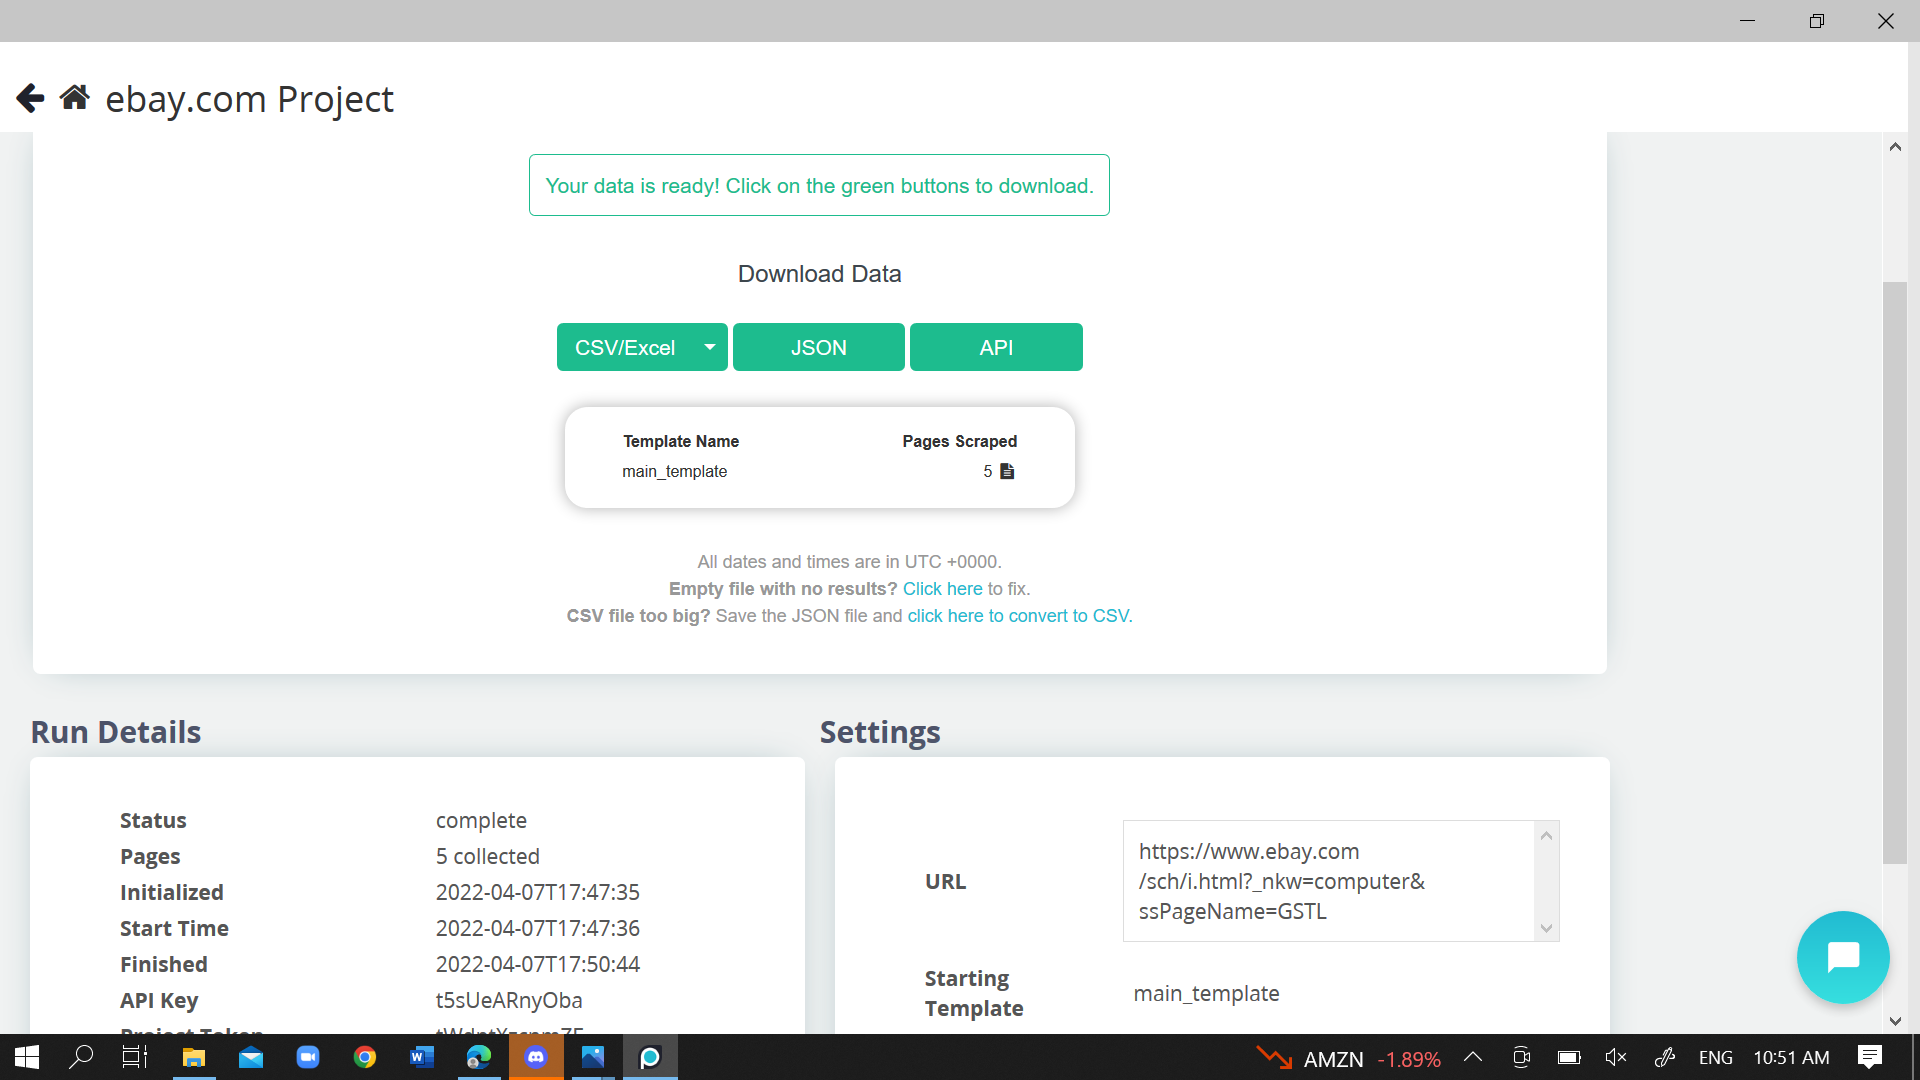 ebay.com Project
Your data is ready! Click on the green buttons to download.
Download Data
CSV/Excel JSON API
Template Name Pages Scraped
main_template 5
All dates and times are in UTC +0000.
Empty file with no results? Click here to fix.
CSV file too big? Save the JSON file and click here to convert to CSV.
Run Details
Status complete
Pages 5 collected
Initialized 2022-04-07T17:47:35
Start Time 2022-04-07T17:47:36
Finished 2022-04-07T17:50:44
API Key t5sUeARnyOba
Project Token
Settings
URL
https://www.ebay.com
/sch/i.html?_nkw=computer&
ssPageName=GSTL
Starting
Template
main_template
AMZN -1.89% ENG 10:51 AM